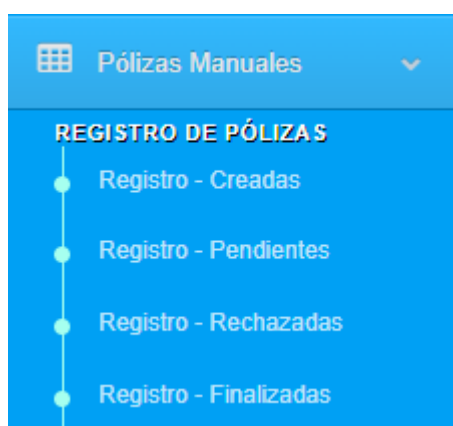 Pólizas Manuales
REGISTRO DE PÓLIZAS
Registro - Creadas
Registro - Pendientes
Registro - Rechazadas
Registro - Finalizadas